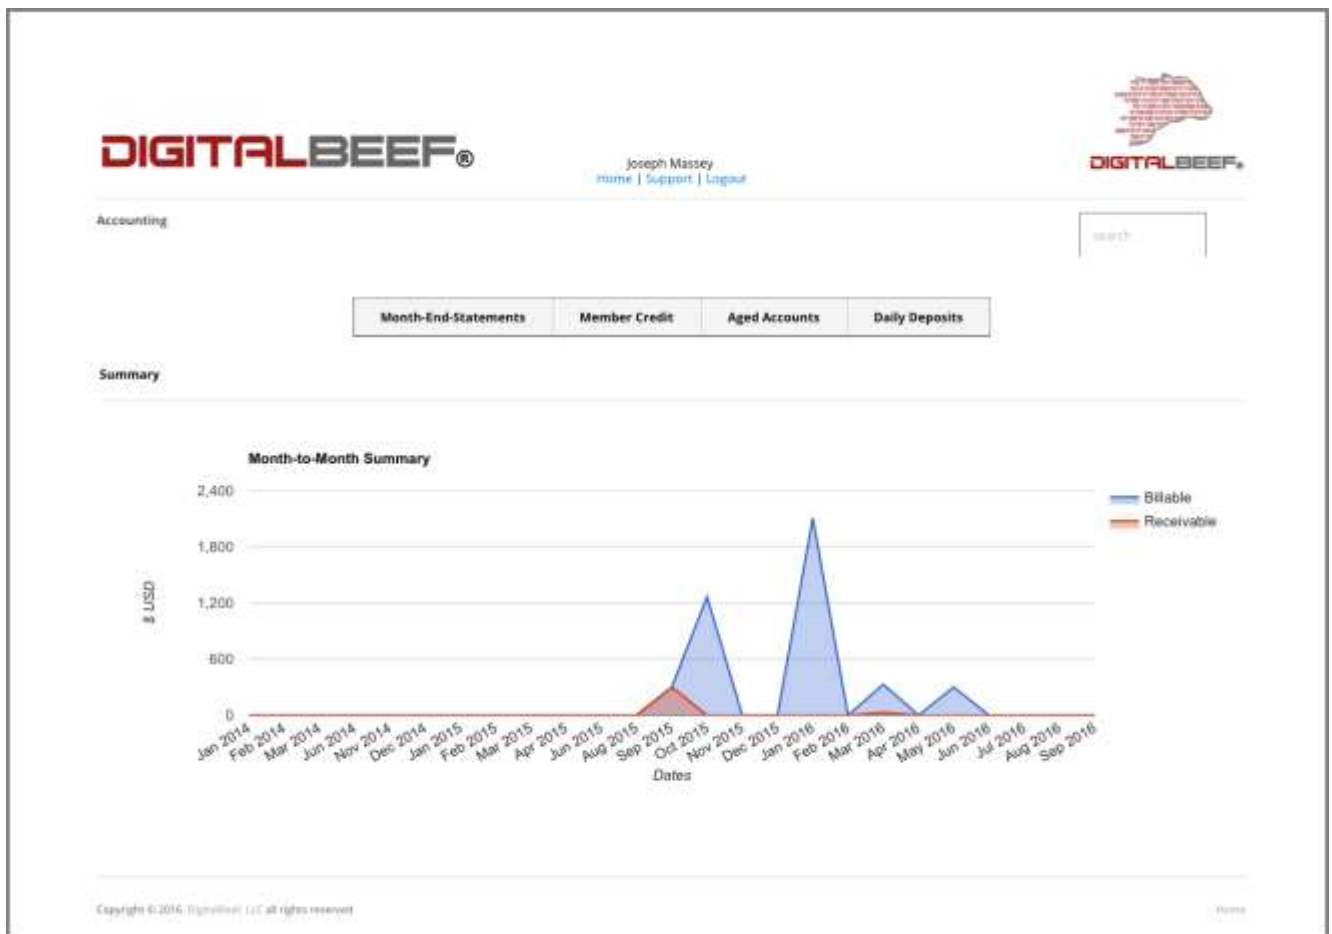 DIGITALBEEF®
Joseph Massey
Home | Support | Logout
DIGITALBEEF®
Accounting
search
Month-End-Statements Member Credit Aged Accounts Daily Deposits
Summary
Month-to-Month Summary
2,400
1,800
1,200
600
0
$ USD
Billable
Receivable
Jan 2014 Feb 2014 Mar 2014 Jun 2014 Nov 2014 Dec 2014 Jan 2015 Feb 2015 Mar 2015 Apr 2015 Jun 2015 Aug 2015 Sep 2015 Oct 2015 Nov 2015 Dec 2015 Jan 2016 Feb 2016 Mar 2016 Apr 2016 May 2016 Jun 2016 Jul 2016 Aug 2016 Sep 2016
Dates
Copyright © 2016. DigitalBeef, LLC all rights reserved
Home